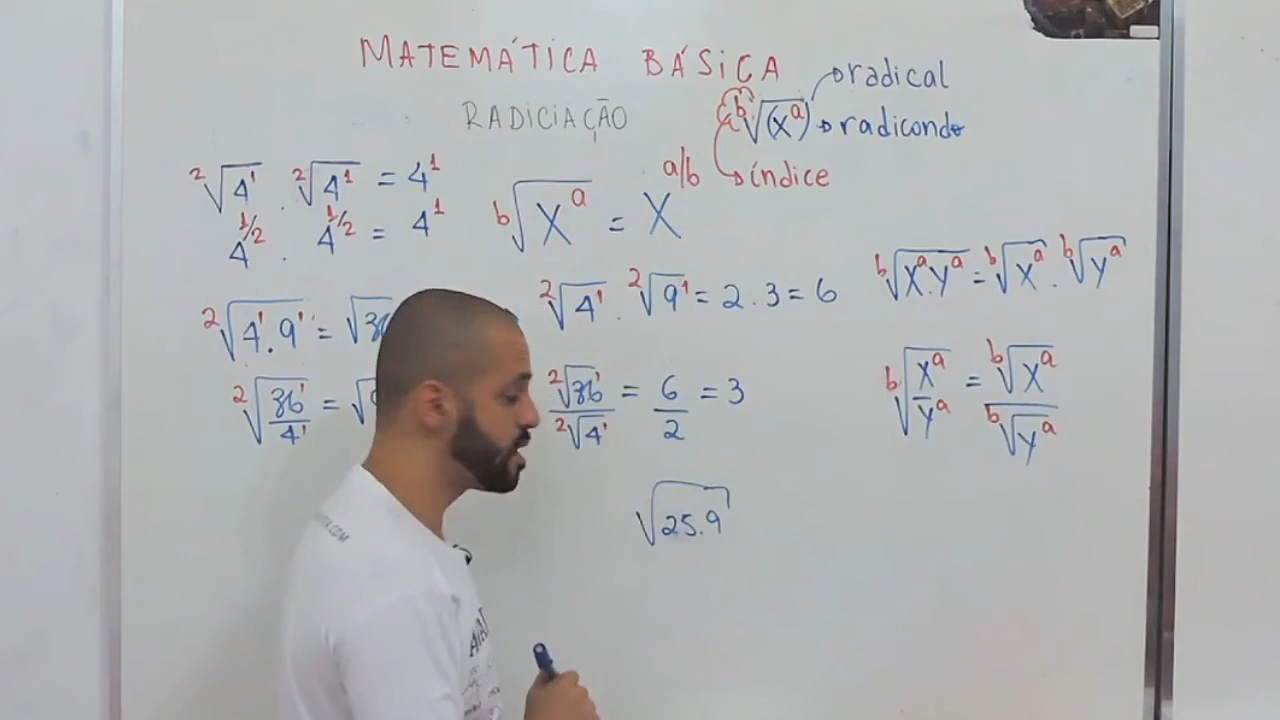 MATEMÁTICA BÁSICA
RADICIAÇÃO
ᵇ√(xᵃ) radical
radicando
índice
²√4¹ . ²√4¹ = 4¹
4^1/2 . 4^1/2 = 4¹
ᵇ√xᵃ = x^a/b
²√4¹.9¹ = √36
²√4¹ . ²√9¹ = 2.3 = 6
ᵇ√xᵃ.yᵃ = ᵇ√xᵃ . ᵇ√yᵃ
²√36¹/4¹ = √9
²√36¹/²√4¹ = 6/2 = 3
ᵇ√xᵃ/yᵃ = ᵇ√xᵃ/ᵇ√yᵃ
√25.9
.COM